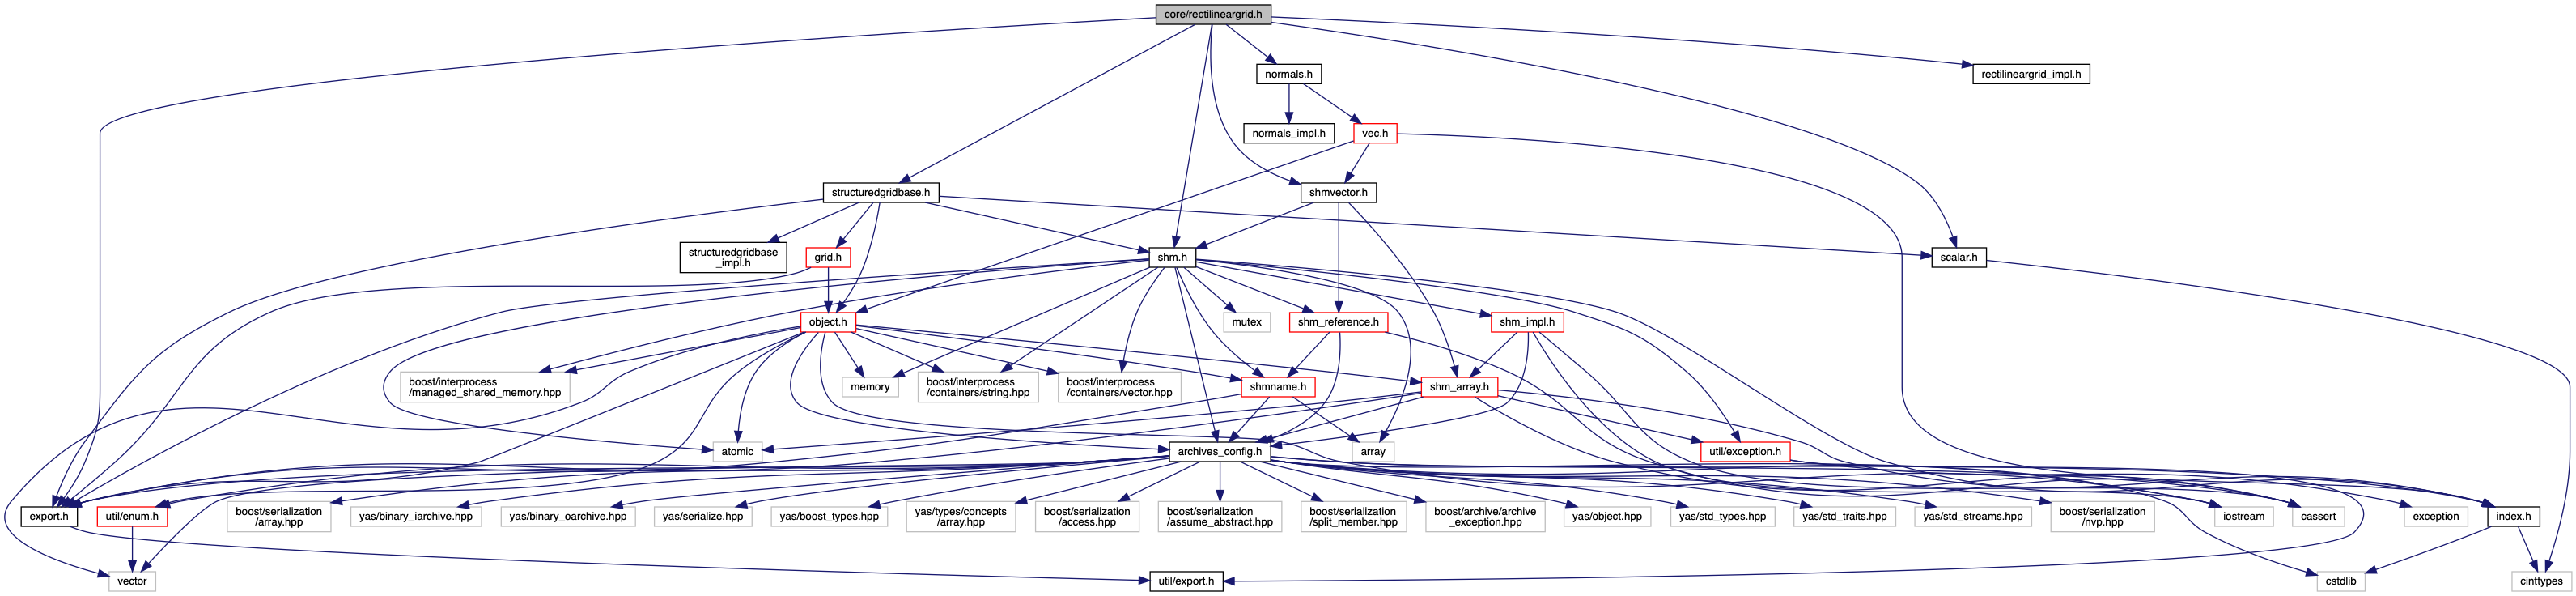 core/rectilineargrid.h
normals.h
rectilineargrid_impl.h
normals_impl.h
vec.h
structuredgridbase.h
shmvector.h
structuredgridbase
_impl.h
grid.h
shm.h
scalar.h
object.h
mutex
shm_reference.h
shm_impl.h
boost/interprocess
/managed_shared_memory.hpp
memory
boost/interprocess
/containers/string.hpp
boost/interprocess
/containers/vector.hpp
shmname.h
shm_array.h
atomic
archives_config.h
array
util/exception.h
export.h
util/enum.h
boost/serialization
/array.hpp
yas/binary_iarchive.hpp
yas/binary_oarchive.hpp
yas/serialize.hpp
yas/boost_types.hpp
yas/types/concepts
/array.hpp
boost/serialization
/access.hpp
boost/serialization
/assume_abstract.hpp
boost/serialization
/split_member.hpp
boost/archive/archive
_exception.hpp
yas/object.hpp
yas/std_types.hpp
yas/std_traits.hpp
yas/std_streams.hpp
boost/serialization
/nvp.hpp
iostream
cassert
exception
index.h
vector
util/export.h
cstdlib
cinttypes